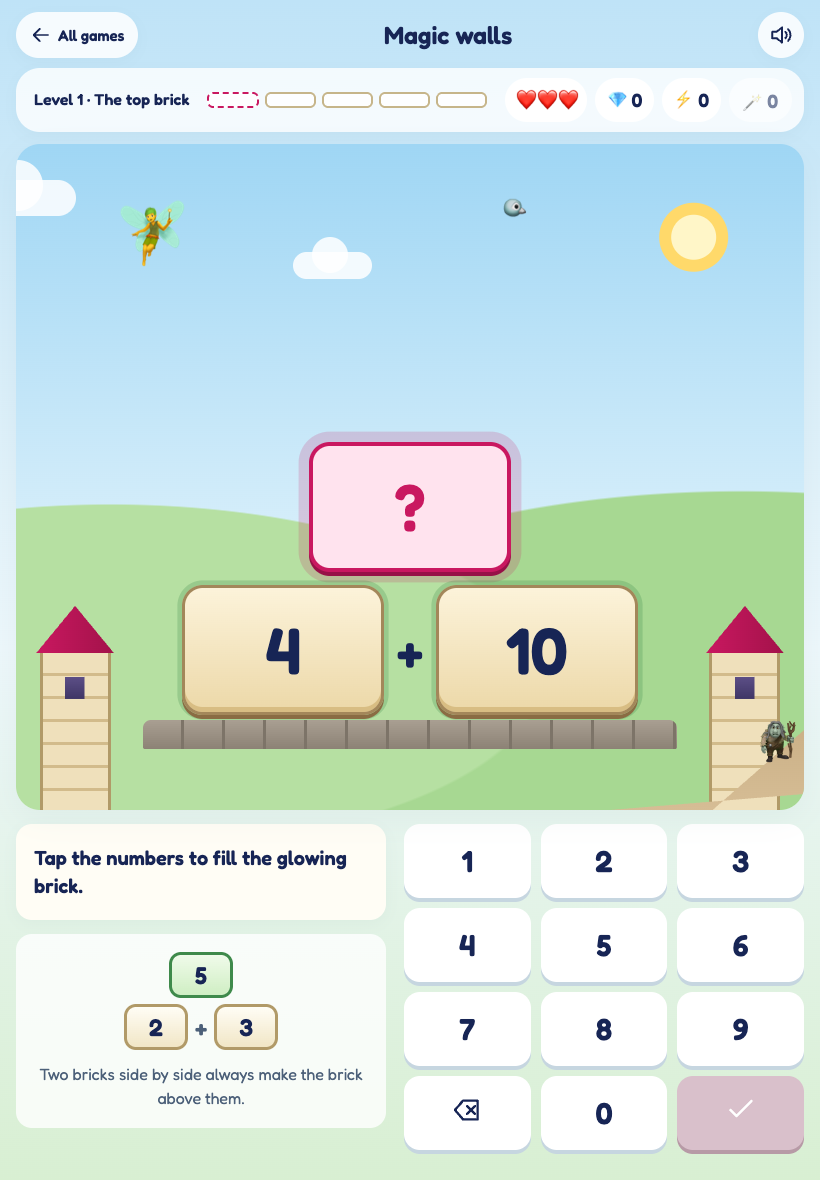 All games
Magic walls
Level 1 · The top brick
0
0
0
?
4 + 10
Tap the numbers to fill the glowing
brick.
5
2 + 3
Two bricks side by side always make the brick
above them.
1 2 3
4 5 6
7 8 9
0